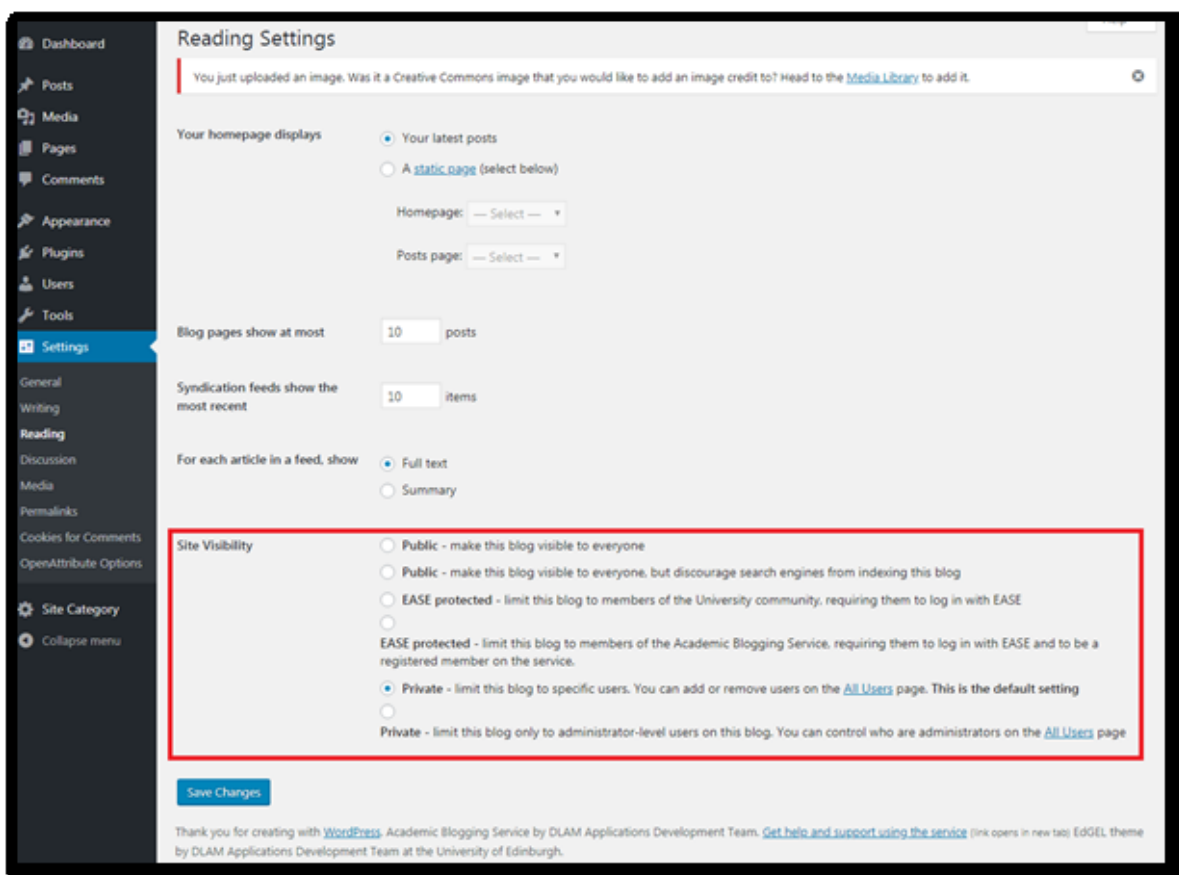 Dashboard
Posts
Media
Pages
Comments
Appearance
Plugins
Users
Tools
Settings
General
Writing
Reading
Discussion
Media
Permalinks
Cookies for Comments
OpenAttribute Options
Site Category
Collapse menu
Reading Settings
You just uploaded an image. Was it a Creative Commons image that you would like to add an image credit to? Head to the Media Library to add it.
Your homepage displays
Your latest posts
A static page (select below)
Homepage: — Select —
Posts page: — Select —
Blog pages show at most 10 posts
Syndication feeds show the
most recent
10 items
For each article in a feed, show
Full text
Summary
Site Visibility
Public - make this blog visible to everyone
Public - make this blog visible to everyone, but discourage search engines from indexing this blog
EASE protected - limit this blog to members of the University community, requiring them to log in with EASE
EASE protected - limit this blog to members of the Academic Blogging Service, requiring them to log in with EASE and to be a
registered member on the service.
Private - limit this blog to specific users. You can add or remove users on the All Users page. This is the default setting
Private - limit this blog only to administrator-level users on this blog. You can control who are administrators on the All Users page
Save Changes
Thank you for creating with WordPress. Academic Blogging Service by DLAM Applications Development Team. Get help and support using the service (link opens in new tab) EdGEL theme
by DLAM Applications Development Team at the University of Edinburgh.